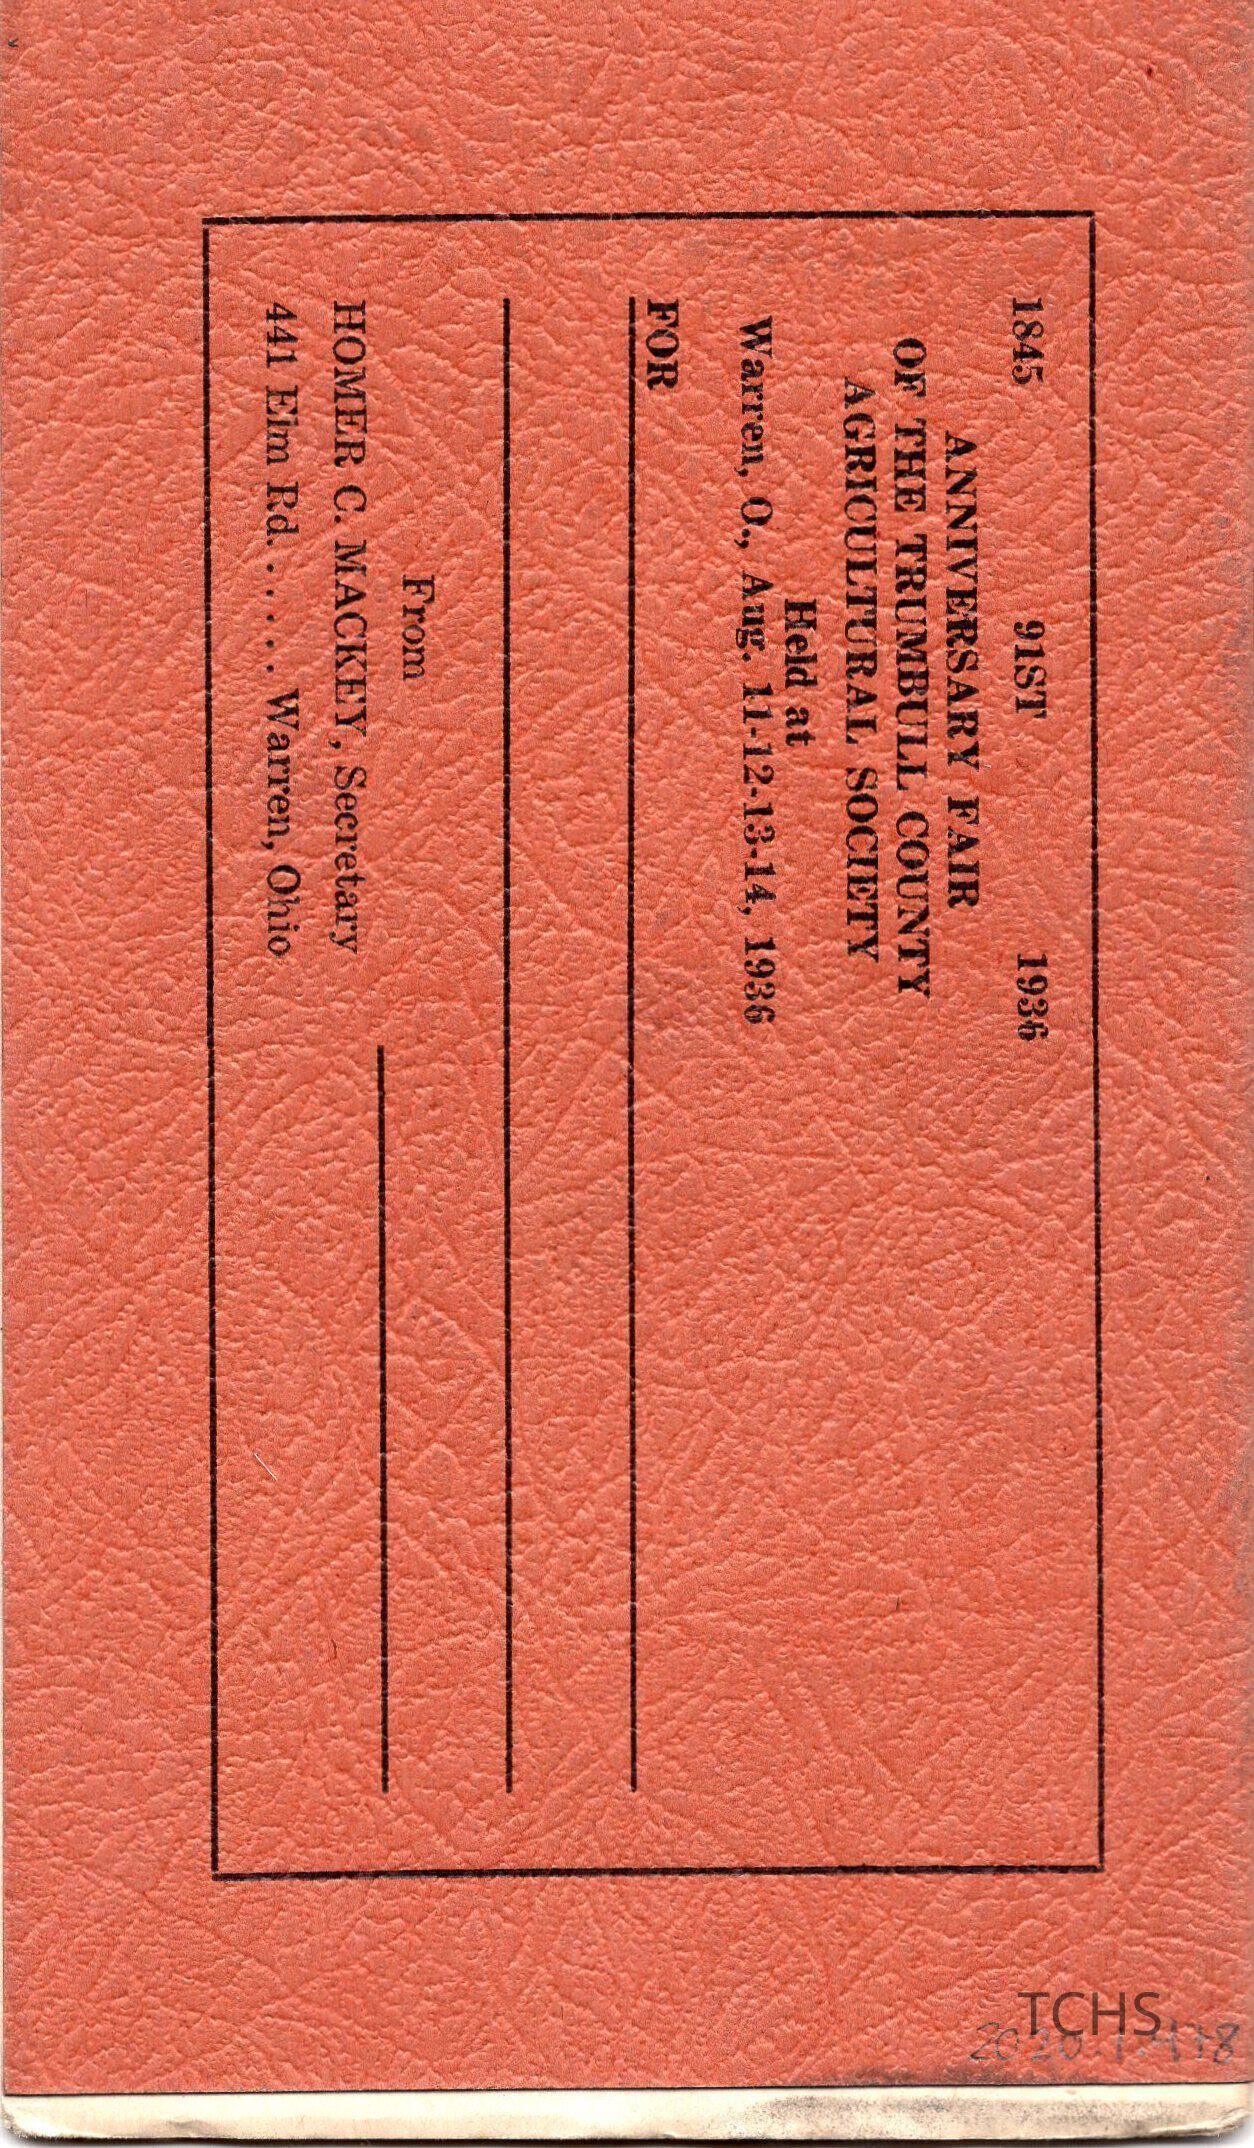 1845 91ST 1936
ANNIVERSARY FAIR
OF THE TRUMBULL COUNTY
AGRICULTURAL SOCIETY
Held at
Warren, O., Aug. 11-12-13-14, 1936
FOR
From
HOMER C. MACKEY, Secretary
441 Elm Rd. . . . . . Warren, Ohio
TCHS
2020.1.478